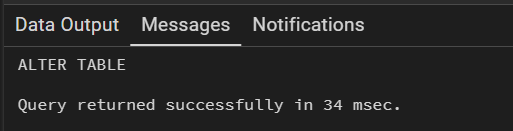 Data Output Messages Notifications
ALTER TABLE
Query returned successfully in 34 msec.